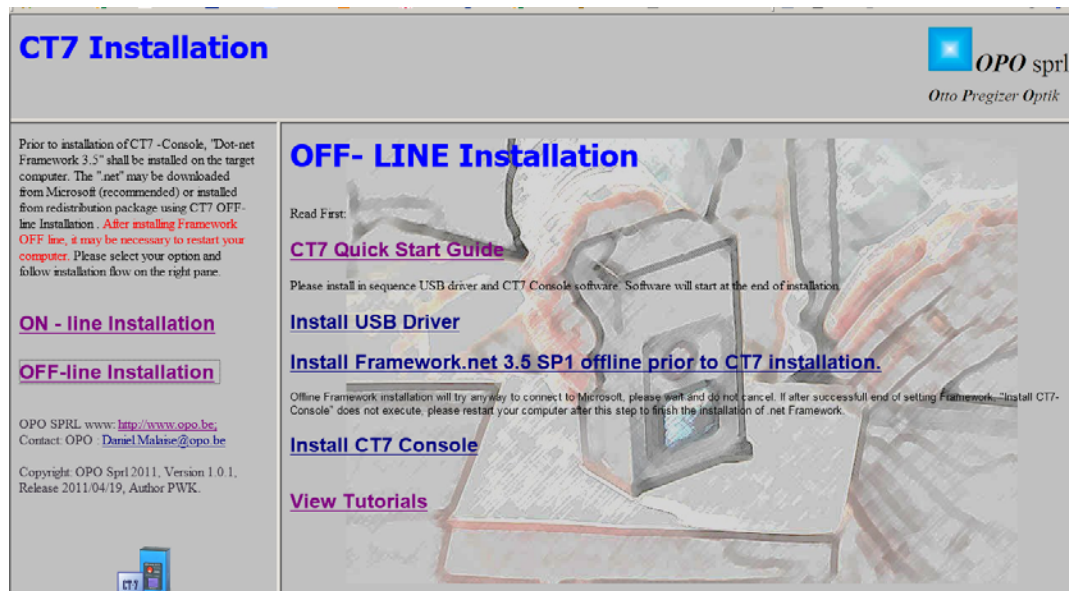 CT7 Installation
OPO sprl
Otto Pregizer Optik
Prior to installation of CT7 -Console, "Dot-net
Framework 3.5" shall be installed on the target
computer. The ".net" may be downloaded
from Microsoft (recommended) or installed
from redistribution package using CT7 OFF-
line Installation . After installing Framework
OFF line, it may be necessary to restart your
computer. Please select your option and
follow installation flow on the right pane.
ON - line Installation
OFF-line Installation
OPO SPRL www: http://www.opo.be;
Contact: OPO : Daniel.Malaise@opo.be
Copyright: OPO Sprl 2011, Version 1.0.1,
Release 2011/04/19, Author PWK.
CT-7
OFF- LINE Installation
Read First:
CT7 Quick Start Guide
Please install in sequence USB driver and CT7 Console software. Software will start at the end of installation.
Install USB Driver
Install Framework.net 3.5 SP1 offline prior to CT7 installation.
Offline Framework installation will try anyway to connect to Microsoft, please wait and do not cancel. If after successfull end of setting Framework, "Install CT7-
Console" does not execute, please restart your computer after this step to finish the installation of .net Framework.
Install CT7 Console
View Tutorials